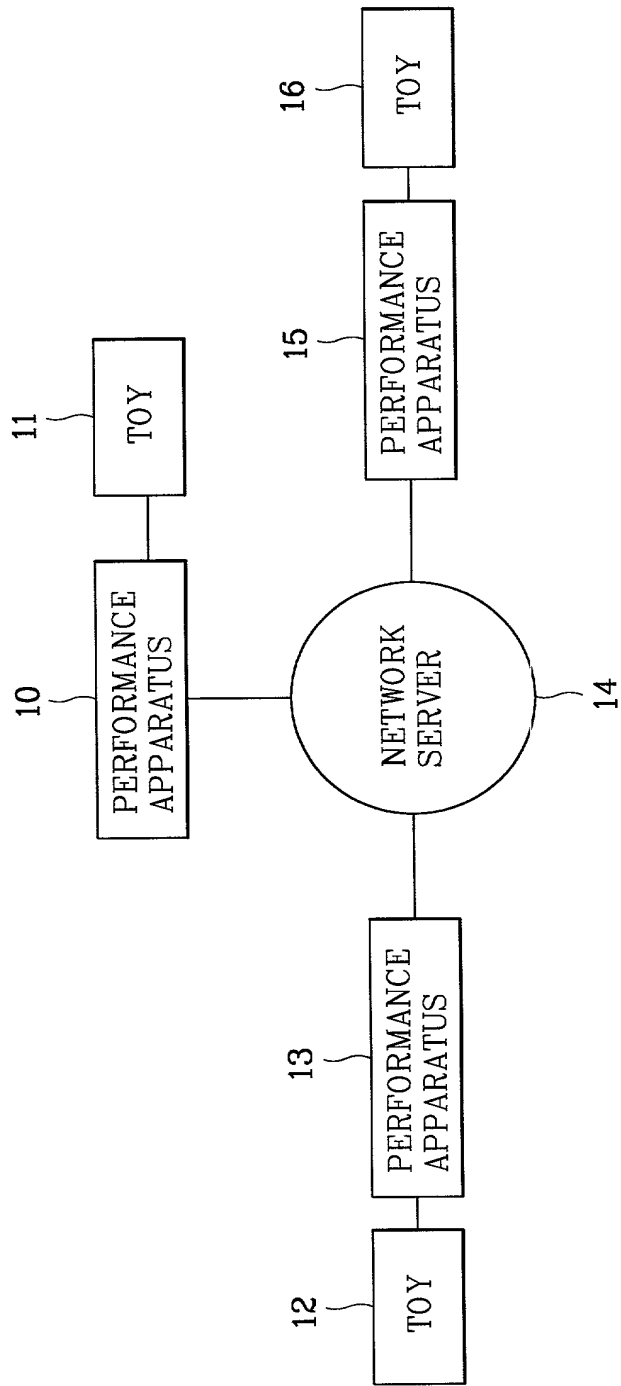 11
TOY
10
PERFORMANCE
APPARATUS
16
TOY
15
PERFORMANCE
APPARATUS
NETWORK
SERVER
14
13
PERFORMANCE
APPARATUS
12
TOY